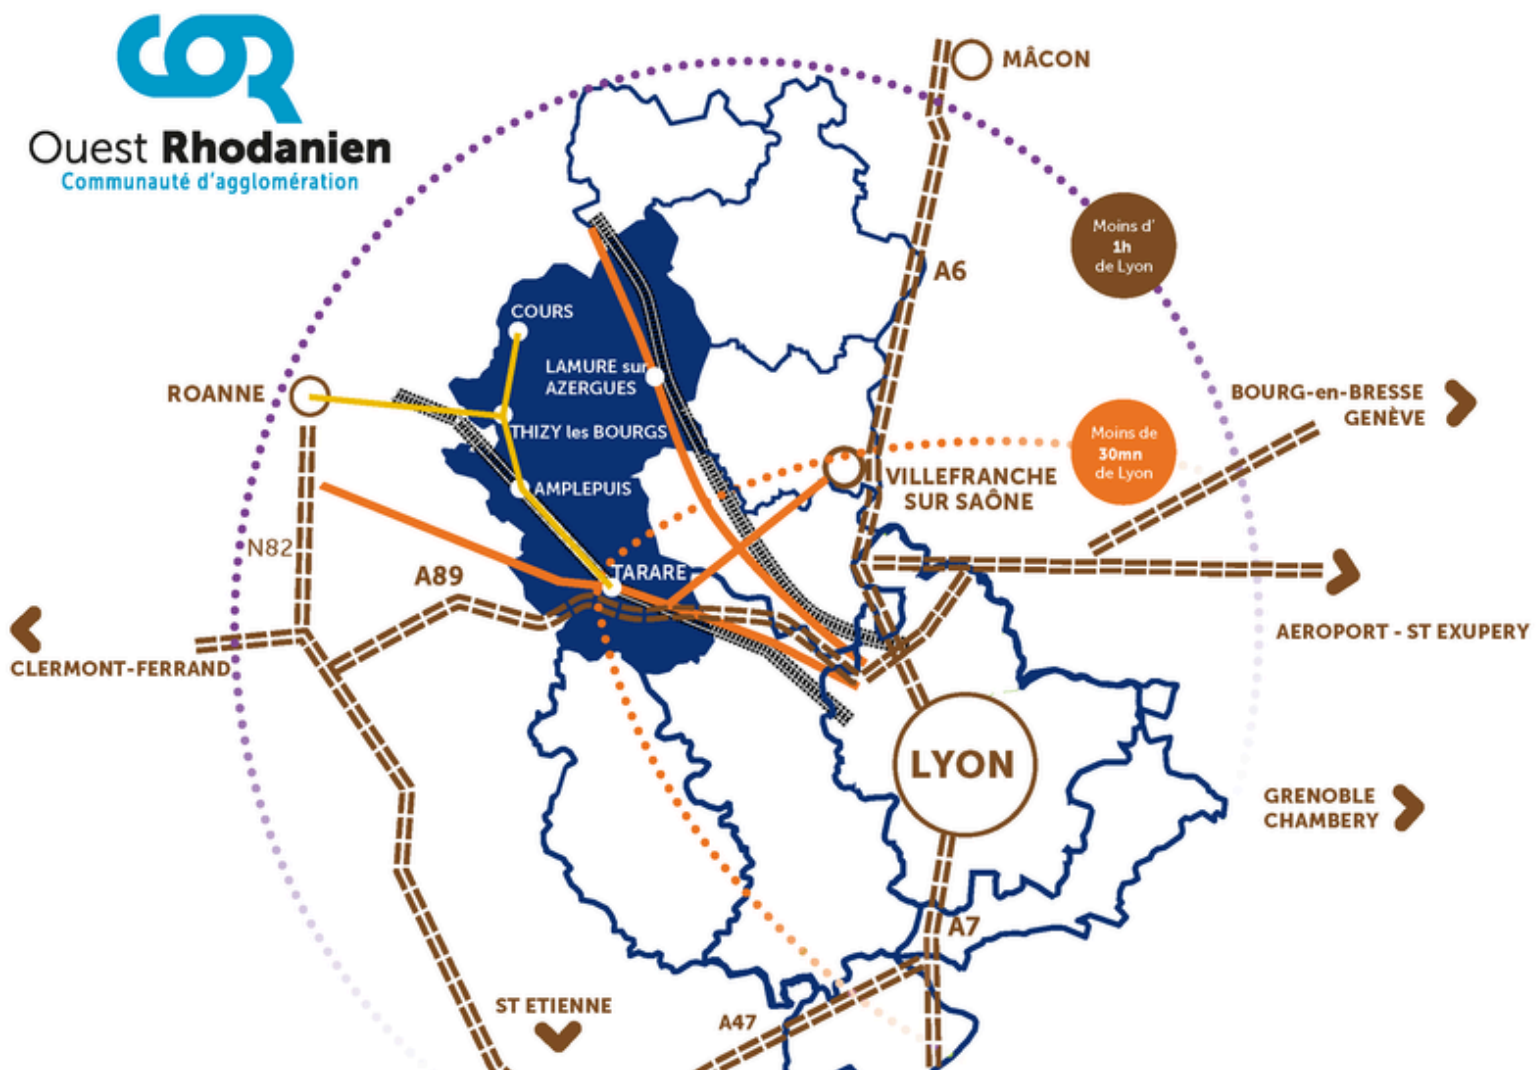 COR
Ouest Rhodanien
Communauté d'agglomération
MÂCON
Moins d'
1h
de Lyon
A6
COURS
LAMURE sur
AZERGUES
ROANNE
BOURG-en-BRESSE
GENÈVE
THIZY les BOURGS
Moins de
30mn
de Lyon
VILLEFRANCHE
SUR SAÔNE
AMPLEPUIS
N82
A89
TARARE
AEROPORT - ST EXUPERY
CLERMONT-FERRAND
LYON
GRENOBLE
CHAMBERY
A7
ST ETIENNE
A47